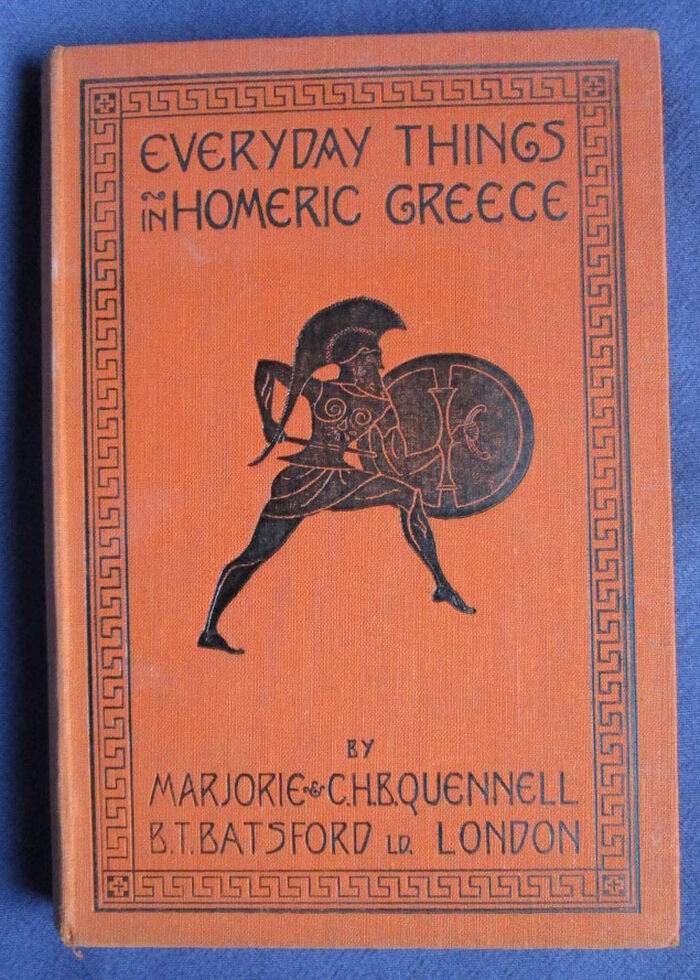 EVERYDAY THINGS
IN HOMERIC GREECE
BY
MARJORIE & C.H.B. QUENNELL
B.T. BATSFORD LD. LONDON